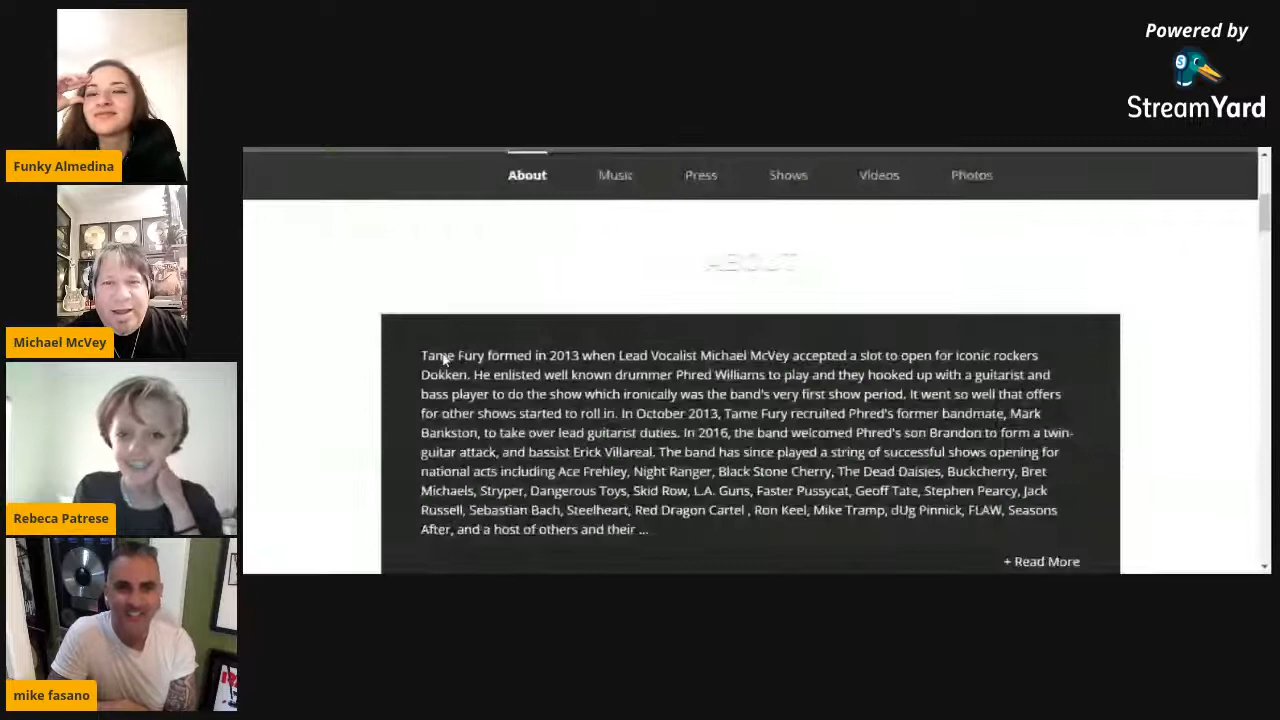 Powered by
StreamYard
Funky Almedina
Michael McVey
Rebeca Patrese
mike fasano
About Music Press Shows Videos Photos
ABOUT
Tame Fury formed in 2013 when Lead Vocalist Michael McVey accepted a slot to open for iconic rockers
Dokken. He enlisted well known drummer Phred Williams to play and they hooked up with a guitarist and
bass player to do the show which ironically was the band's very first show period. It went so well that offers
for other shows started to roll in. In October 2013, Tame Fury recruited Phred's former bandmate, Mark
Bankston, to take over lead guitarist duties. In 2016, the band welcomed Phred's son Brandon to form a twin-
guitar attack, and bassist Erick Villareal. The band has since played a string of successful shows opening for
national acts including Ace Frehley, Night Ranger, Black Stone Cherry, The Dead Daisies, Buckcherry, Bret
Michaels, Stryper, Dangerous Toys, Skid Row, L.A. Guns, Faster Pussycat, Geoff Tate, Stephen Pearcy, Jack
Russell, Sebastian Bach, Steelheart, Red Dragon Cartel , Ron Keel, Mike Tramp, dUg Pinnick, FLAW, Seasons
After, and a host of others and their ...
+ Read More